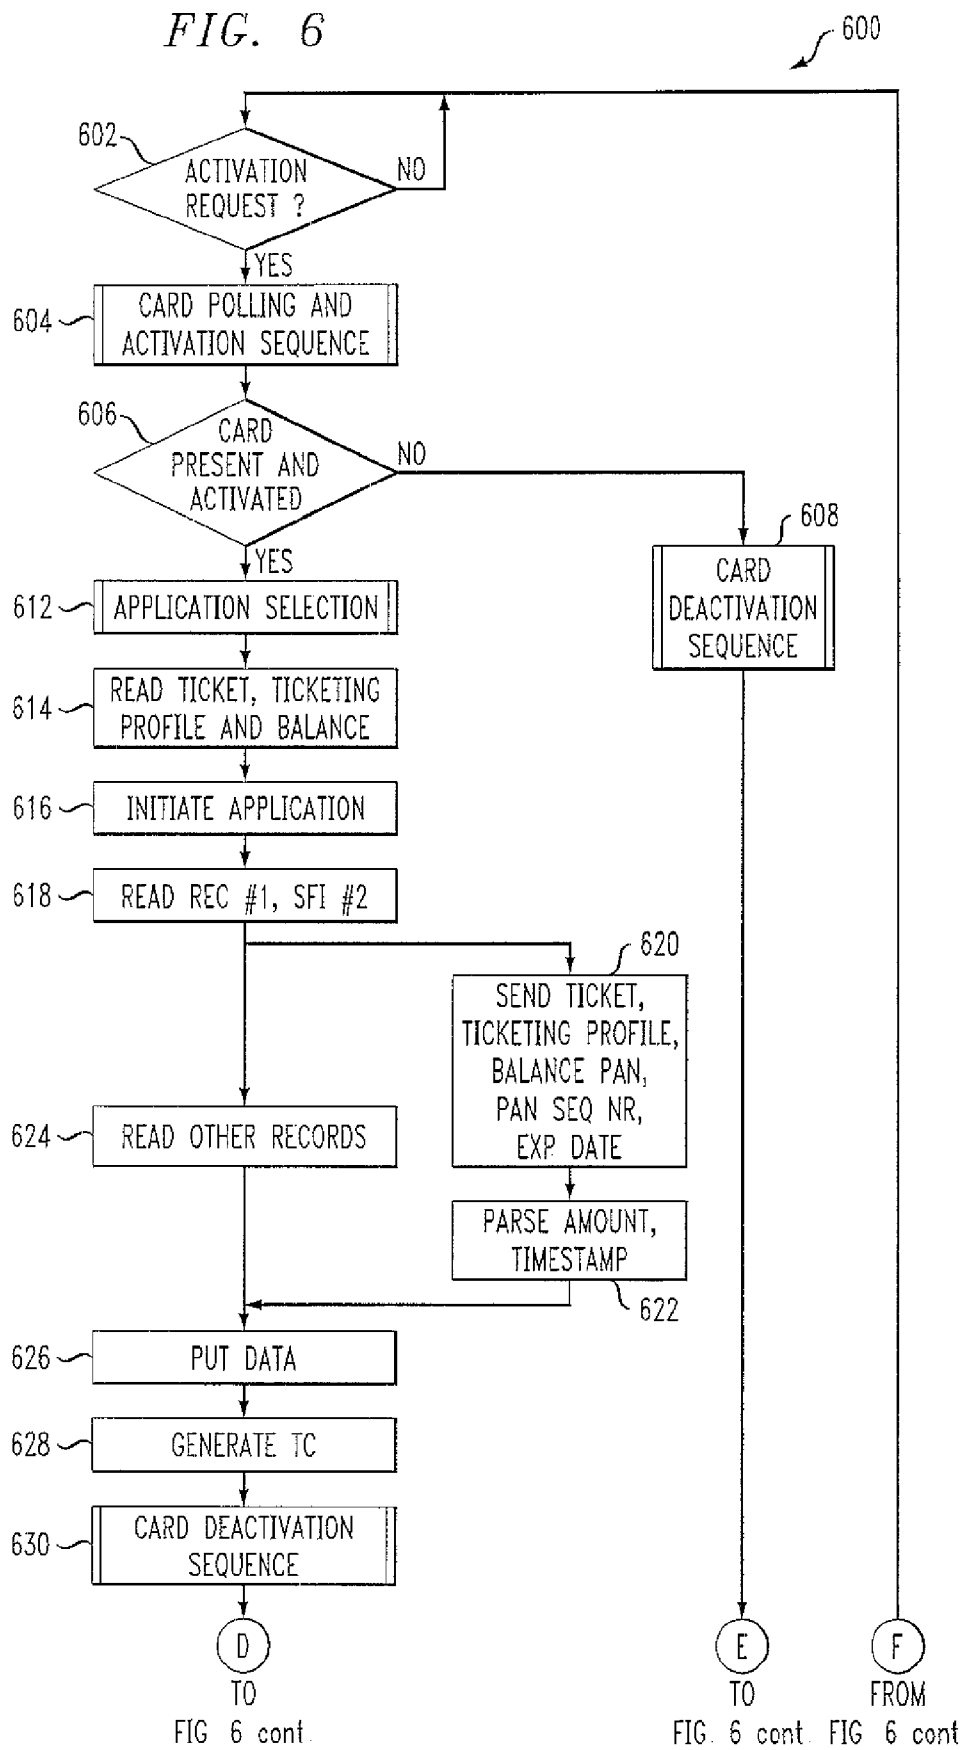 FIG. 6
600
602
ACTIVATION
REQUEST ?
NO
YES
604
CARD POLLING AND
ACTIVATION SEQUENCE
606
CARD
PRESENT AND
ACTIVATED
NO
YES
608
CARD
DEACTIVATION
SEQUENCE
612
APPLICATION SELECTION
614
READ TICKET, TICKETING
PROFILE AND BALANCE
616
INITIATE APPLICATION
618
READ REC #1, SFI #2
620
SEND TICKET,
TICKETING PROFILE,
BALANCE PAN,
PAN SEQ NR,
EXP. DATE
624
READ OTHER RECORDS
PARSE AMOUNT,
TIMESTAMP
622
626
PUT DATA
628
GENERATE TC
630
CARD DEACTIVATION
SEQUENCE
D
TO
FIG 6 cont.
E
TO
FIG. 6 cont.
F
FROM
FIG 6 cont